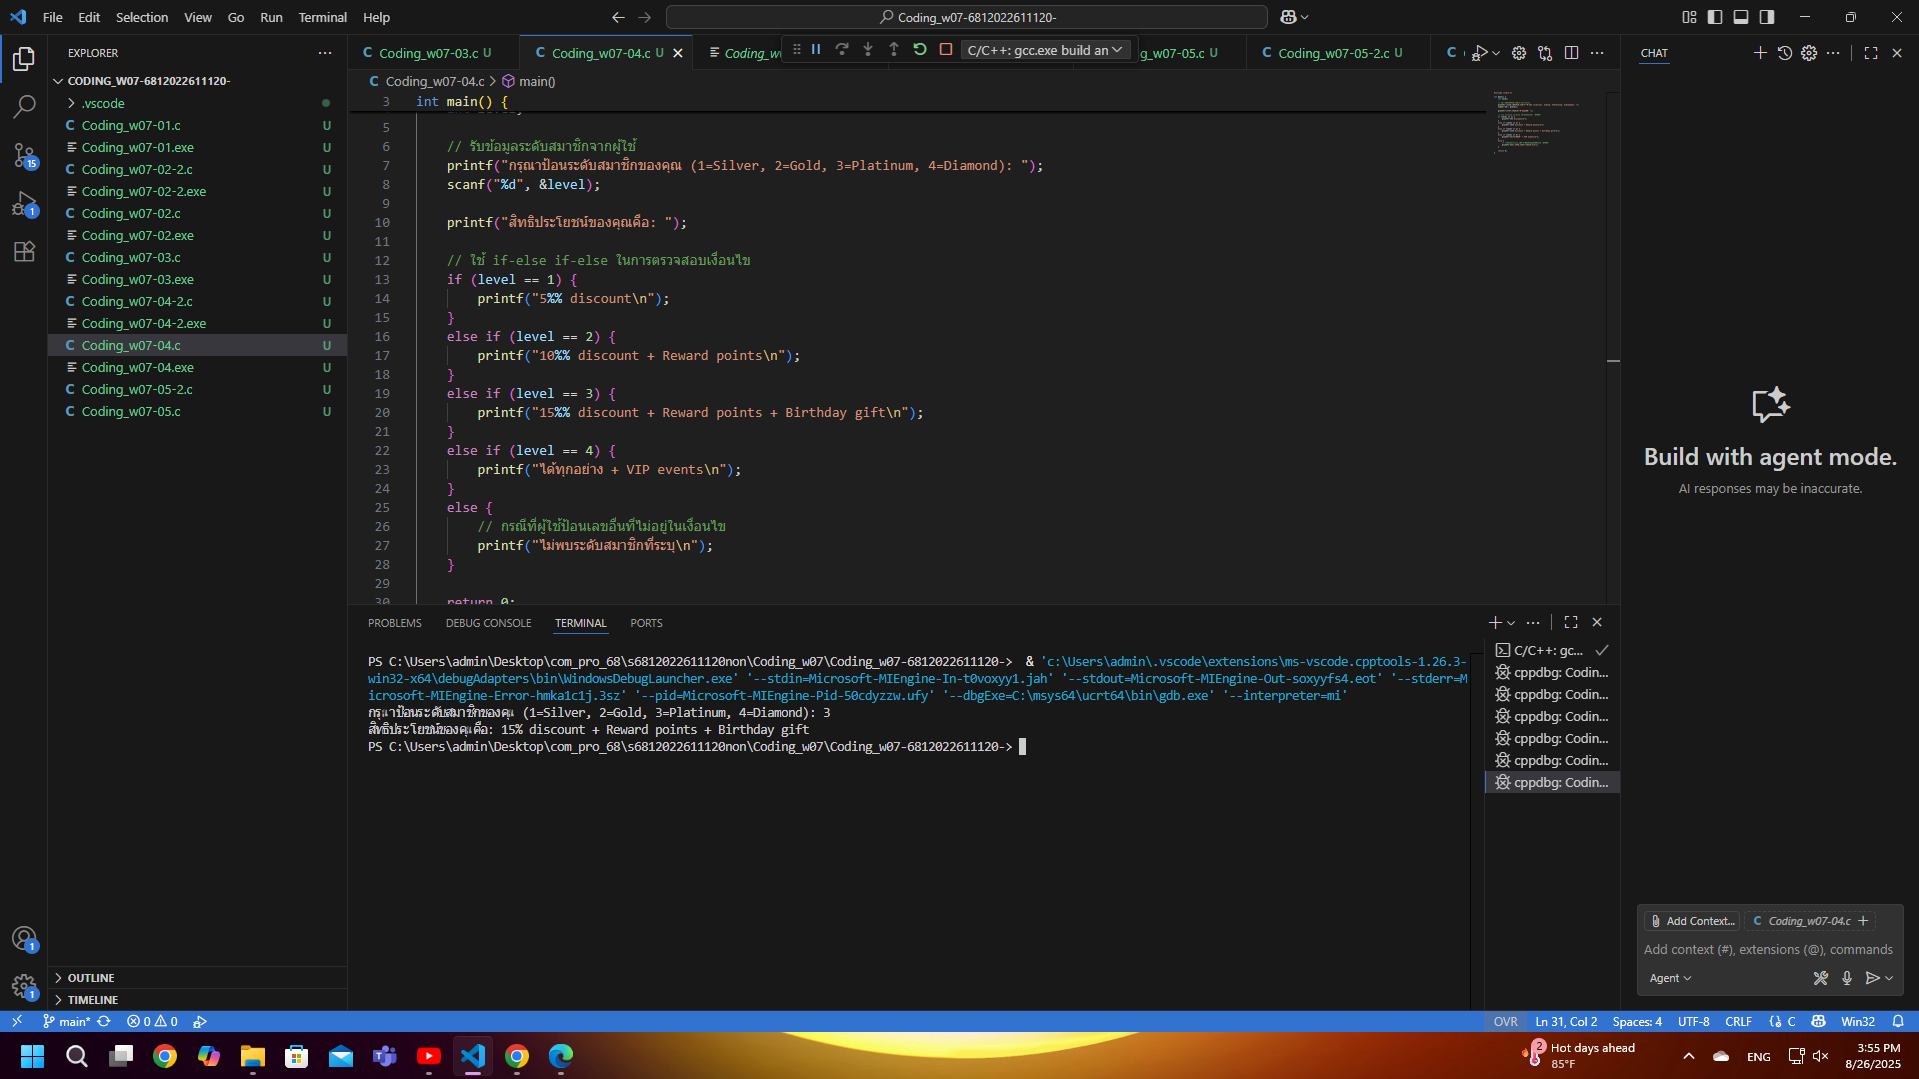 File Edit Selection View Go Run Terminal Help
Coding_w07-6812022611120-
EXPLORER
CODING_W07-6812022611120-
.vscode
Coding_w07-01.c U
Coding_w07-01.exe U
Coding_w07-02-2.c U
Coding_w07-02-2.exe U
Coding_w07-02.c U
Coding_w07-02.exe U
Coding_w07-03.c U
Coding_w07-03.exe U
Coding_w07-04-2.c U
Coding_w07-04-2.exe U
Coding_w07-04.c U
Coding_w07-04.exe U
Coding_w07-05-2.c U
Coding_w07-05.c U
OUTLINE
TIMELINE
15
1
1
1
C Coding_w07-03.c U
C Coding_w07-04.c U
Coding_w
C/C++: gcc.exe build an
g_w07-05.c U
C Coding_w07-05-2.c U
C
C Coding_w07-04.c > main()
3 int main() {
5
6 // รับข้อมูลระดับสมาชิกจากผู้ใช้
7 printf("กรุณาป้อนระดับสมาชิกของคุณ (1=Silver, 2=Gold, 3=Platinum, 4=Diamond): ");
8 scanf("%d", &level);
9
10 printf("สิทธิประโยชน์ของคุณคือ: ");
11
12 // ใช้ if-else if-else ในการตรวจสอบเงื่อนไข
13 if (level == 1) {
14 printf("5%% discount\n");
15 }
16 else if (level == 2) {
17 printf("10%% discount + Reward points\n");
18 }
19 else if (level == 3) {
20 printf("15%% discount + Reward points + Birthday gift\n");
21 }
22 else if (level == 4) {
23 printf("ได้ทุกอย่าง + VIP events\n");
24 }
25 else {
26 // กรณีที่ผู้ใช้ป้อนเลขอื่นที่ไม่อยู่ในเงื่อนไข
27 printf("ไม่พบระดับสมาชิกที่ระบุ\n");
28 }
29
30 return 0;
PROBLEMS DEBUG CONSOLE TERMINAL PORTS
PS C:\Users\admin\Desktop\com_pro_68\s6812022611120non\Coding_w07\Coding_w07-6812022611120-> & 'c:\Users\admin\.vscode\extensions\ms-vscode.cpptools-1.26.3-
win32-x64\debugAdapters\bin\WindowsDebugLauncher.exe' '--stdin=Microsoft-MIEngine-In-t0voxyy1.jah' '--stdout=Microsoft-MIEngine-Out-soxyyfs4.eot' '--stderr=M
icrosoft-MIEngine-Error-hmka1c1j.3sz' '--pid=Microsoft-MIEngine-Pid-50cdyzzw.ufy' '--dbgExe=C:\msys64\ucrt64\bin\gdb.exe' '--interpreter=mi'
กรุณาป้อนระดับสมาชิกของคุณ (1=Silver, 2=Gold, 3=Platinum, 4=Diamond): 3
สิทธิประโยชน์ของคุณคือ: 15% discount + Reward points + Birthday gift
PS C:\Users\admin\Desktop\com_pro_68\s6812022611120non\Coding_w07\Coding_w07-6812022611120->
C/C++: gc...
cppdbg: Codin...
cppdbg: Codin...
cppdbg: Codin...
cppdbg: Codin...
cppdbg: Codin...
cppdbg: Codin...
CHAT
Build with agent mode.
AI responses may be inaccurate.
Add Context...
C Coding_w07-04.c +
Add context (#), extensions (@), commands
Agent
main* 0 0
OVR Ln 31, Col 2 Spaces: 4 UTF-8 CRLF {} C Win32
2
Hot days ahead
85°F
ENG
3:55 PM
8/26/2025